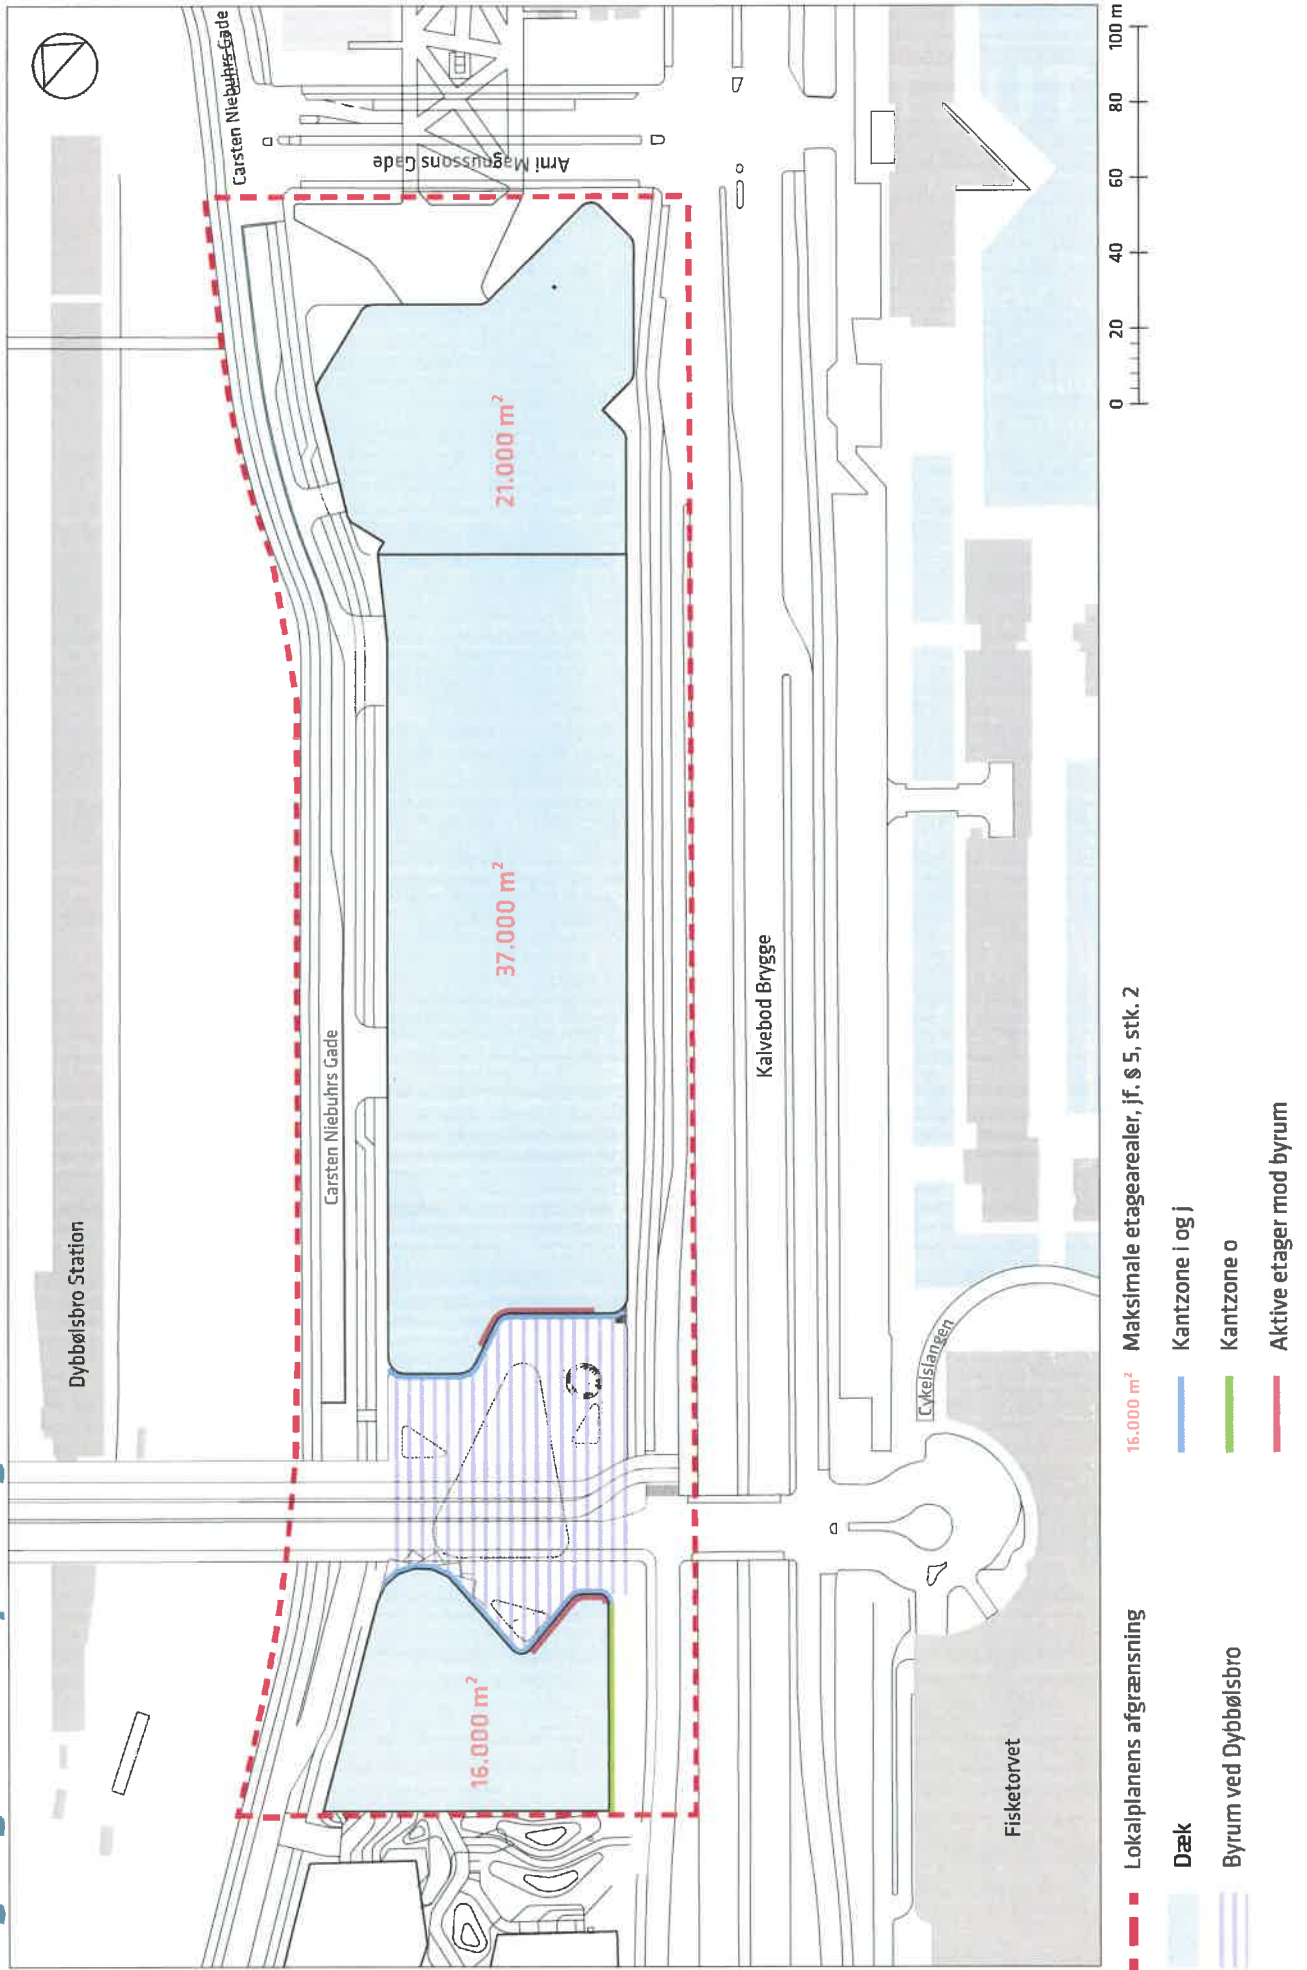 Dybbølsbro Station
Carsten Niebuhrs Gade
Carsten Niebuhrs Gade
Arni Magnussons Gade
16.000 m²
37.000 m²
21.000 m²
Kalvebod Brygge
Cykelslangen
Fisketorvet
0 20 40 60 80 100 m
Lokalplanens afgrænsning
Dæk
Byrum ved Dybbølsbro
16.000 m² Maksimale etagearealer, jf. § 5, stk. 2
Kantzone i og j
Kantzone o
Aktive etager mod byrum